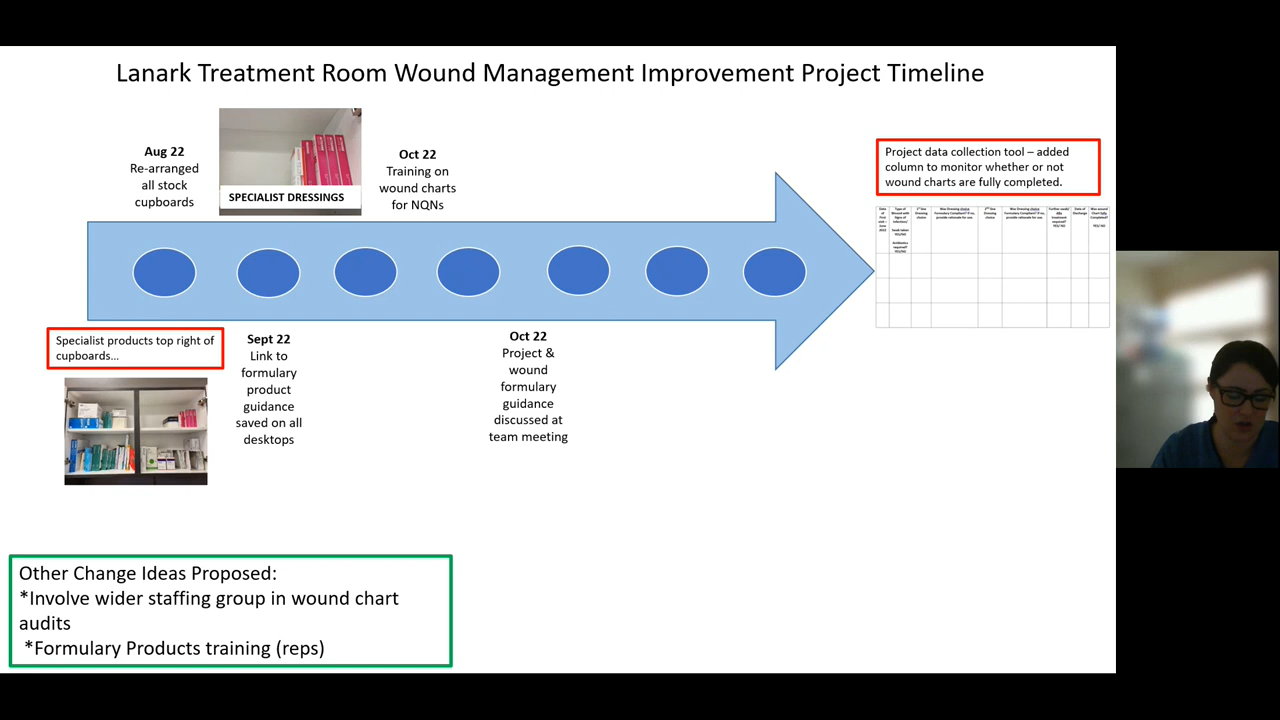 Lanark Treatment Room Wound Management Improvement Project Timeline
Aug 22
Re-arranged
all stock
cupboards
SPECIALIST DRESSINGS
Oct 22
Training on
wound charts
for NQNs
Project data collection tool – added
column to monitor whether or not
wound charts are fully completed.
Specialist products top right of
cupboards...
Sept 22
Link to
formulary
product
guidance
saved on all
desktops
Oct 22
Project &
wound
formulary
guidance
discussed at
team meeting
Other Change Ideas Proposed:
*Involve wider staffing group in wound chart
audits
*Formulary Products training (reps)